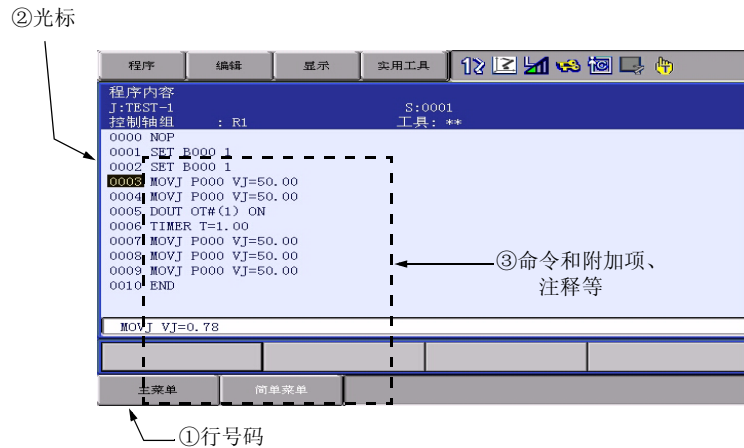 ②光标
程序 编辑 显示 实用工具
程序内容
J:TEST-1 S:0001
控制轴组 : R1 工具: **
0000 NOP
0001 SET B000 1
0002 SET B000 1
0003 MOVJ P000 VJ=50.00
0004 MOVJ P000 VJ=50.00
0005 DOUT OT#(1) ON
0006 TIMER T=1.00
0007 MOVJ P000 VJ=50.00
0008 MOVJ P000 VJ=50.00
0009 MOVJ P000 VJ=50.00
0010 END
③命令和附加项、
注释等
MOVJ VJ=0.78
主菜单 简单菜单
①行号码